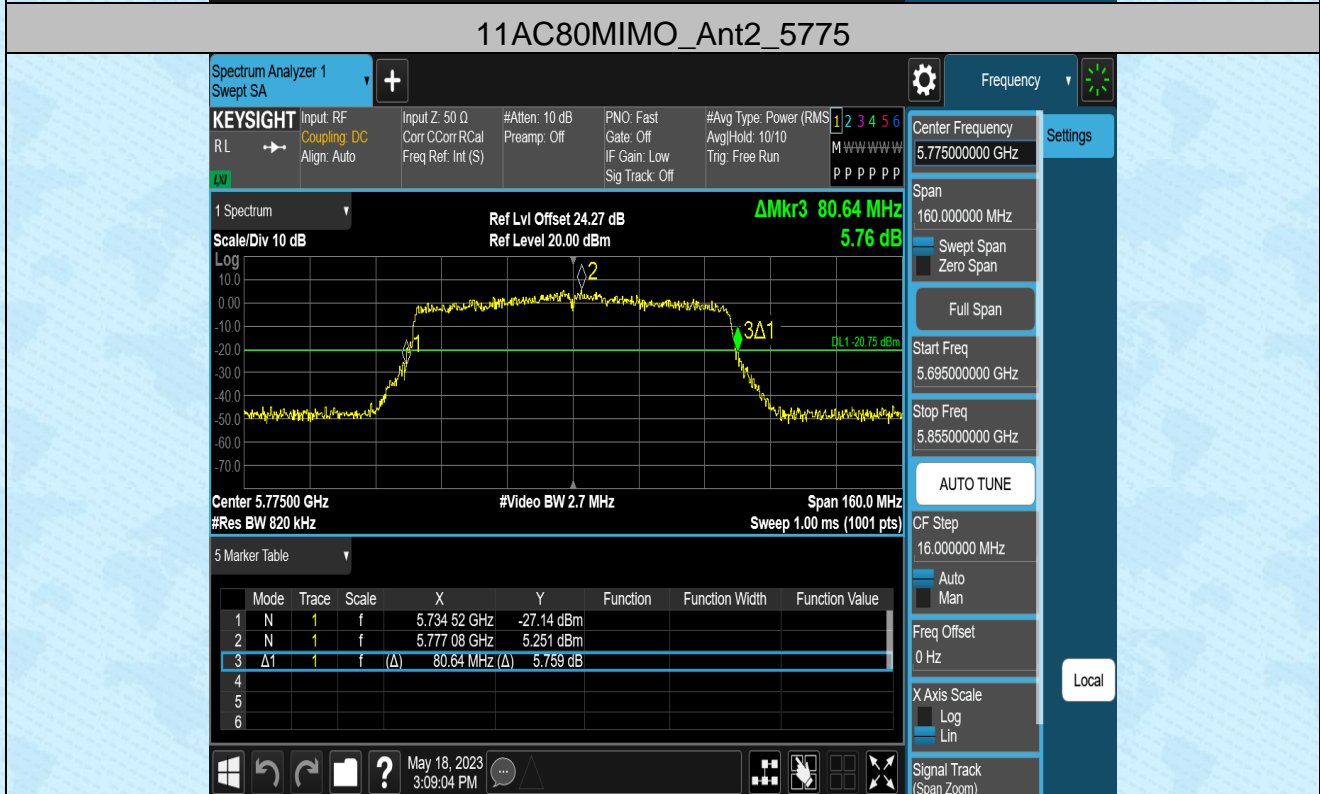 11AC80MIMO_Ant2_5775
Spectrum Analyzer 1
Swept SA
+
Frequency
KEYSIGHT
RL
LXI
Input: RF
Coupling: DC
Align: Auto
Input Z: 50 Ω
Corr CCorr RCal
Freq Ref: Int (S)
#Atten: 10 dB
Preamp: Off
PNO: Fast
Gate: Off
IF Gain: Low
Sig Track: Off
#Avg Type: Power (RMS
Avg|Hold: 10/10
Trig: Free Run
1 2 3 4 5 6
M W W W W W
P P P P P P
1 Spectrum
Scale/Div 10 dB
Ref Lvl Offset 24.27 dB
Ref Level 20.00 dBm
ΔMkr3 80.64 MHz
5.76 dB
Log
10.0
0.00
-10.0
-20.0
-30.0
-40.0
-50.0
-60.0
-70.0
1
2
3Δ1
DL1 -20.75 dBm
Center 5.77500 GHz
#Video BW 2.7 MHz
Span 160.0 MHz
#Res BW 820 kHz
Sweep 1.00 ms (1001 pts)
5 Marker Table
Mode Trace Scale X Y Function Function Width Function Value
1 N 1 f 5.734 52 GHz -27.14 dBm
2 N 1 f 5.777 08 GHz 5.251 dBm
3 Δ1 1 f (Δ) 80.64 MHz (Δ) 5.759 dB
4
5
6
?
May 18, 2023
3:09:04 PM
Center Frequency
5.775000000 GHz
Settings
Span
160.000000 MHz
Swept Span
Zero Span
Full Span
Start Freq
5.695000000 GHz
Stop Freq
5.855000000 GHz
AUTO TUNE
CF Step
16.000000 MHz
Auto
Man
Freq Offset
0 Hz
X Axis Scale
Log
Lin
Local
Signal Track
(Span Zoom)